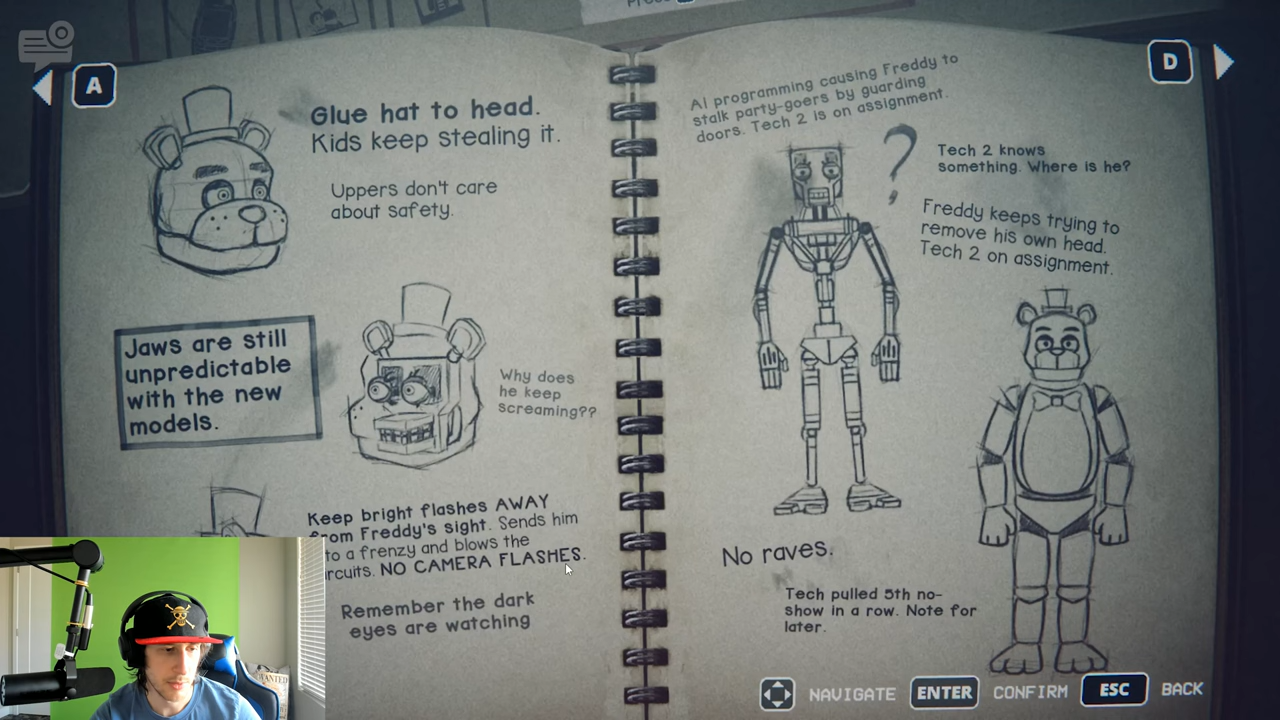 A
D
Glue hat to head.
Kids keep stealing it.
Uppers don't care
about safety.
Jaws are still
unpredictable
with the new
models.
Why does
he keep
screaming??
Keep bright flashes AWAY
from Freddy's sight. Sends him
to a frenzy and blows the
circuits. NO CAMERA FLASHES.
Remember the dark
eyes are watching
AI programming causing Freddy to
stalk party-goers by guarding
doors. Tech 2 is on assignment.
?
Tech 2 knows
something. Where is he?
Freddy keeps trying to
remove his own head.
Tech 2 on assignment.
No raves.
Tech pulled 5th no-
show in a row. Note for
later.
NAVIGATE ENTER CONFIRM ESC BACK